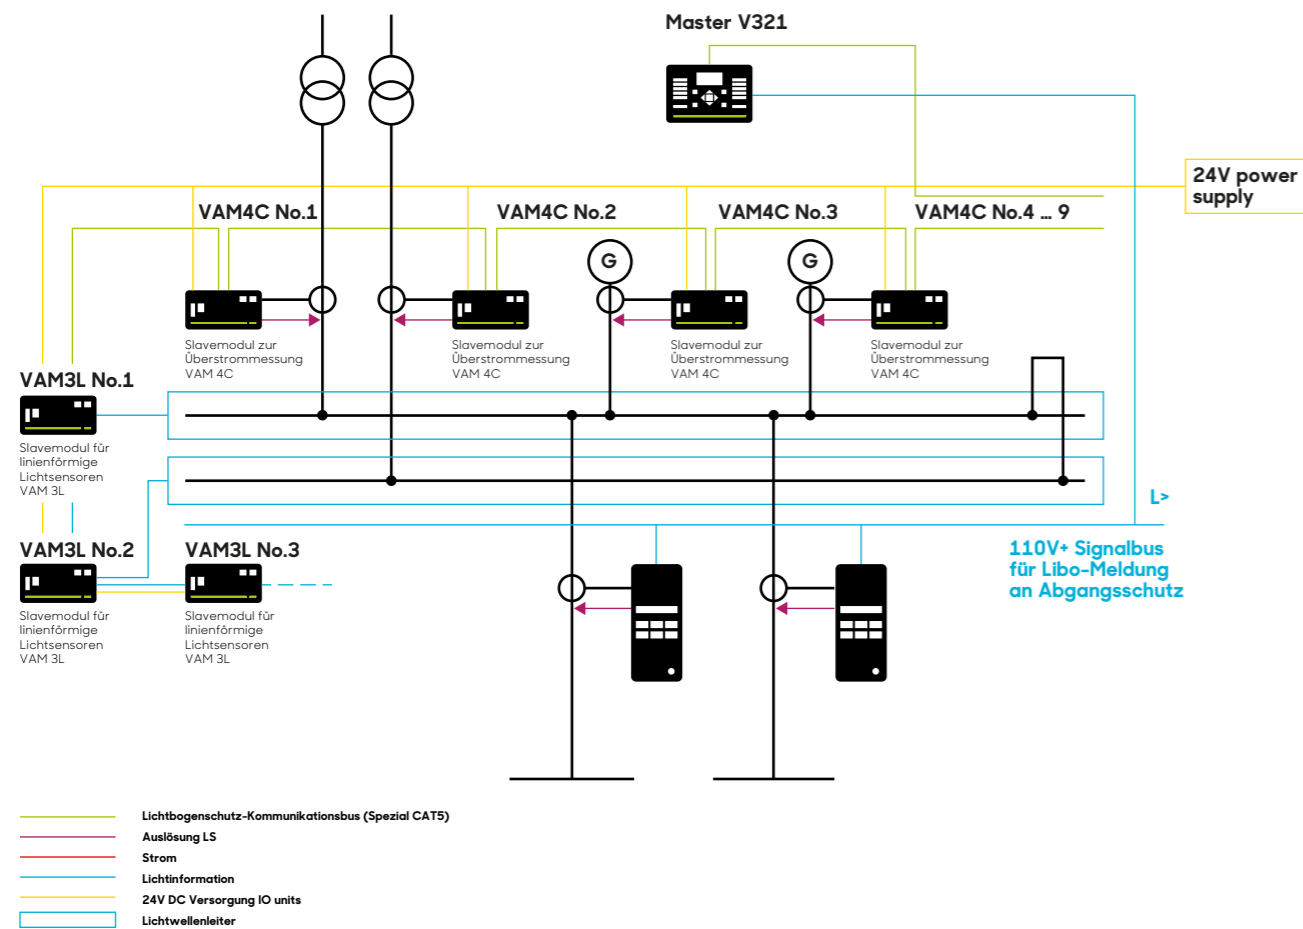 Master V321
24V power
supply
VAM4C No.1
VAM4C No.2
VAM4C No.3
VAM4C No.4 ... 9
G
G
Slavemodul zur
Überstrommessung
VAM 4C
Slavemodul zur
Überstrommessung
VAM 4C
Slavemodul zur
Überstrommessung
VAM 4C
Slavemodul zur
Überstrommessung
VAM 4C
VAM3L No.1
Slavemodul für
linienförmige
Lichtsensoren
VAM 3L
L>
110V+ Signalbus
für Libo-Meldung
an Abgangsschutz
VAM3L No.2
Slavemodul für
linienförmige
Lichtsensoren
VAM 3L
VAM3L No.3
Slavemodul für
linienförmige
Lichtsensoren
VAM 3L
Lichtbogenschutz-Kommunikationsbus (Spezial CAT5)
Auslösung LS
Strom
Lichtinformation
24V DC Versorgung IO units
Lichtwellenleiter